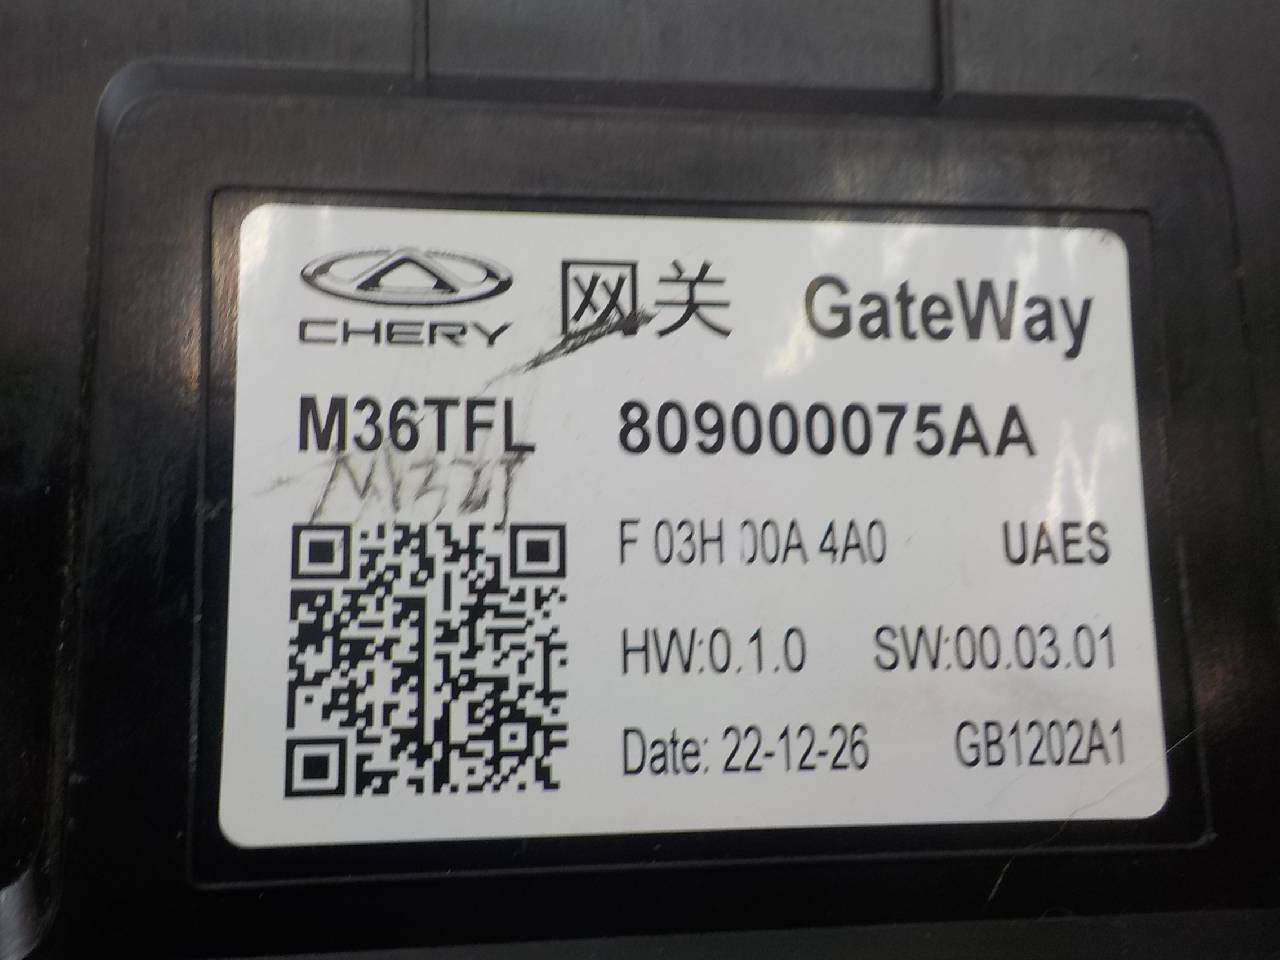 CHERY 网关 GateWay
M36TFL 809000075AA
F 03H 00A 4A0 UAES
HW:0.1.0 SW:00.03.01
Date: 22-12-26 GB1202A1